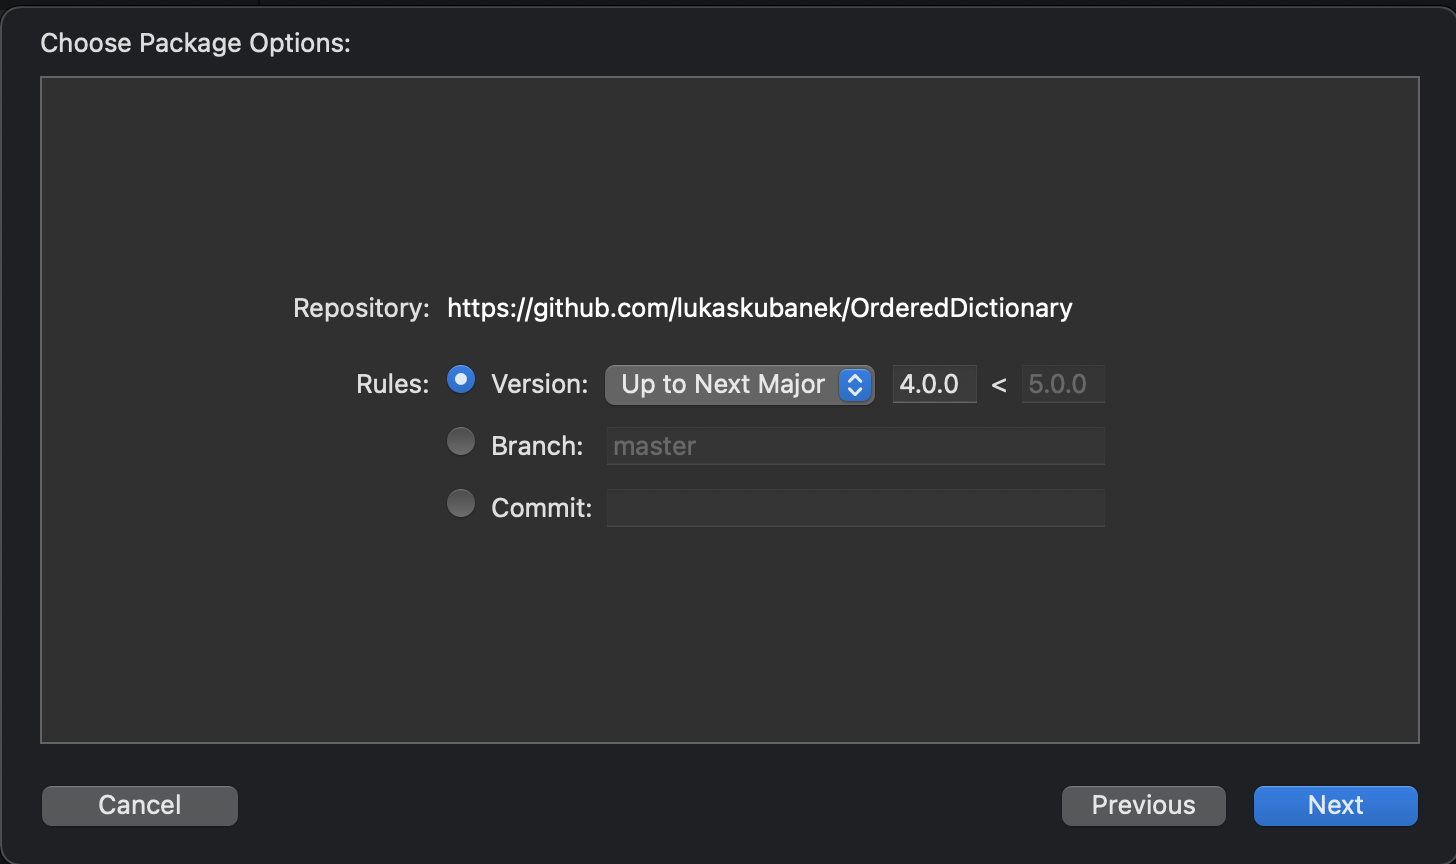 Choose Package Options:
Repository: https://github.com/lukaskubanek/OrderedDictionary
Rules: Version: Up to Next Major 4.0.0 < 5.0.0
Branch: master
Commit:
Cancel Previous Next